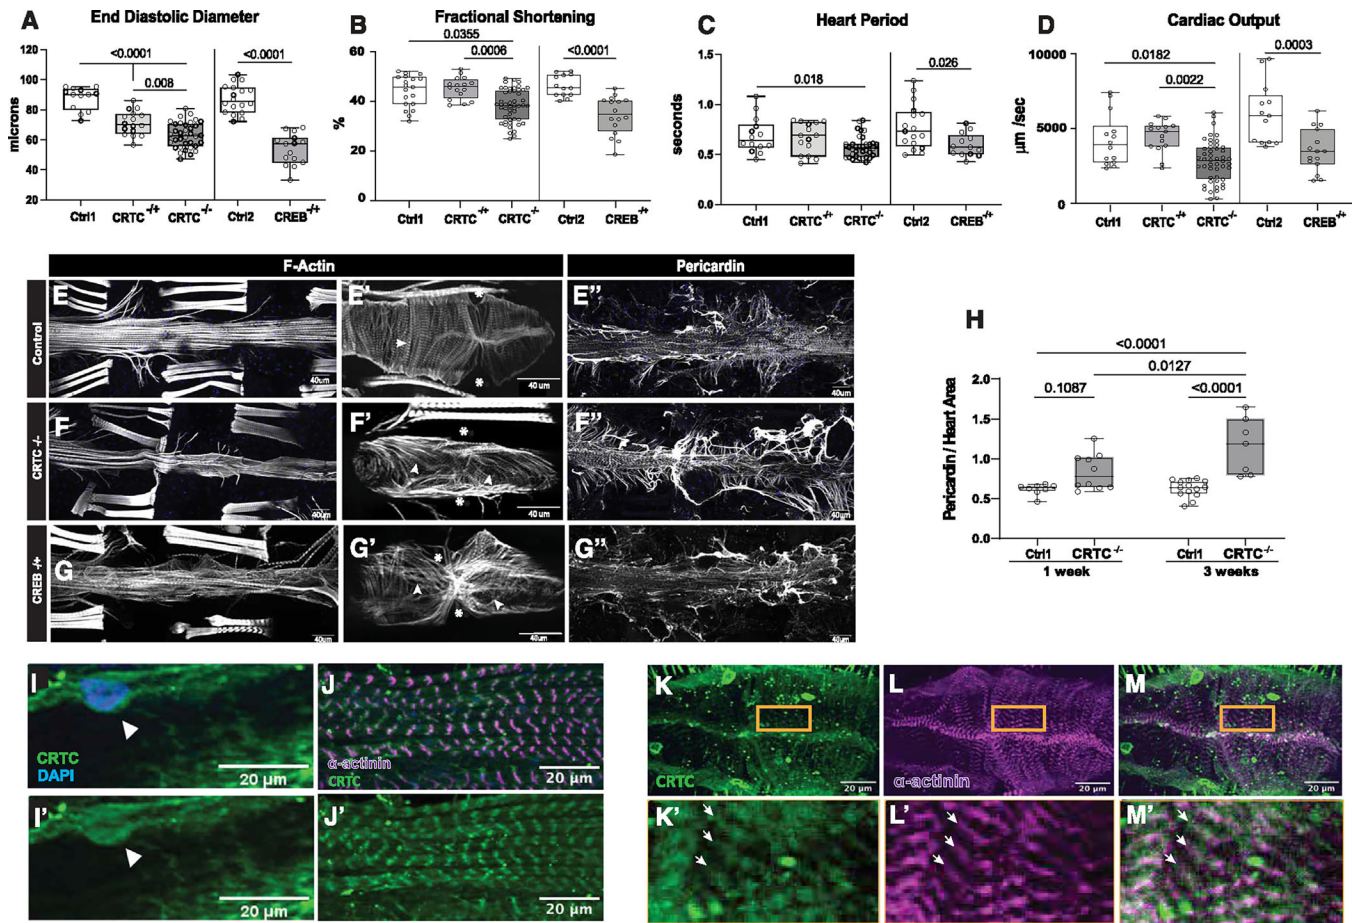 A End Diastolic Diameter
<0.0001
<0.0001
0.008
120
100
80
60
40
20
microns
Ctrl1 CRTC -/+ CRTC -/- Ctrl2 CREB -/+
B Fractional Shortening
0.0355
0.0006
<0.0001
60
40
20
0
%
Ctrl1 CRTC -/+ CRTC -/- Ctrl2 CREB -/+
C Heart Period
0.018
0.026
1.5
1.0
0.5
0.0
seconds
Ctrl1 CRTC -/+ CRTC -/- Ctrl2 CREB -/+
D Cardiac Output
0.0182
0.0022
0.0003
10000
5000
0
µm /sec
Ctrl1 CRTC -/+ CRTC -/- Ctrl2 CREB -/+
F-Actin
Pericardin
Control
E
40um
E'
*
*
40 um
E''
40um
CRTC -/-
F
40um
F'
*
*
40 um
F''
40um
CREB -/+
G
40um
G'
*
*
40 um
G''
40um
H
<0.0001
0.0127
0.1087
<0.0001
2.0
1.5
1.0
0.5
0.0
Pericardin / Heart Area
Ctrl1 CRTC -/- Ctrl1 CRTC -/-
1 week 3 weeks
I
CRTC
DAPI
20 µm
J
α-actinin
CRTC
20 µm
I'
20 µm
J'
20 µm
K
CRTC
20 µm
L
α-actinin
20 µm
M
20 µm
K'
L'
M'